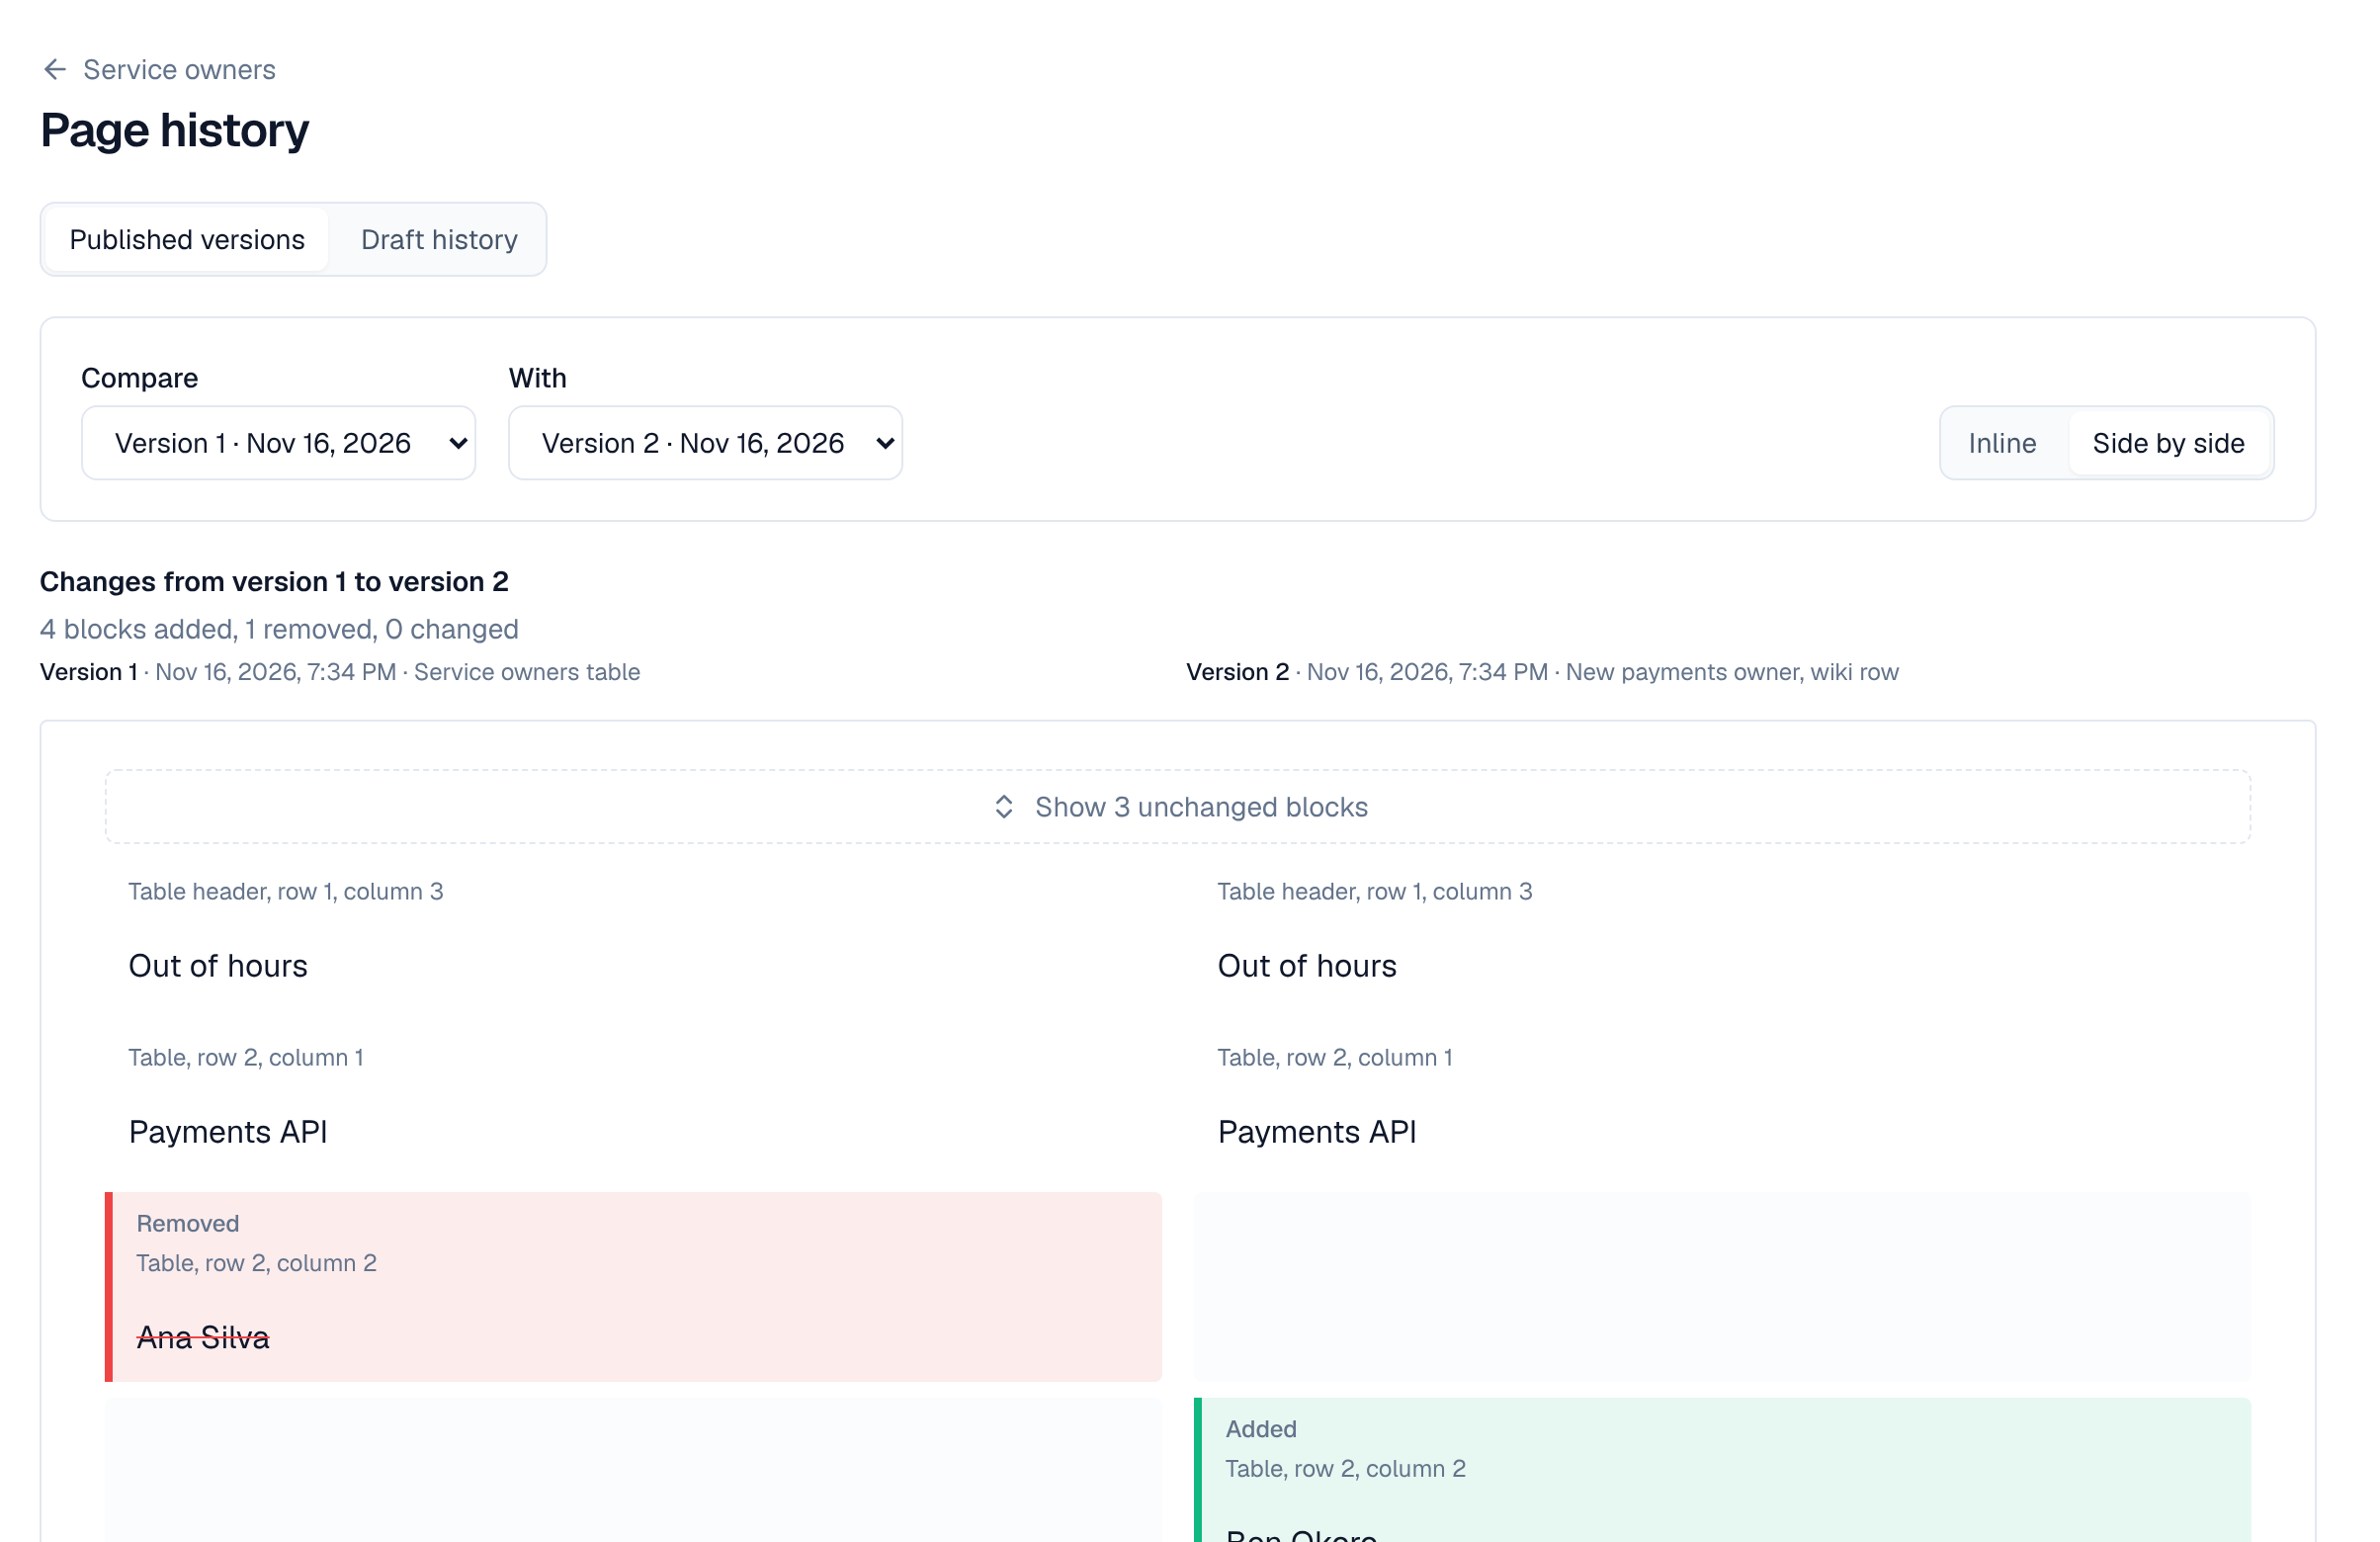 Service owners
Page history
Published versions Draft history
Compare With
Version 1 · Nov 16, 2026 Version 2 · Nov 16, 2026 Inline Side by side
Changes from version 1 to version 2
4 blocks added, 1 removed, 0 changed
Version 1 · Nov 16, 2026, 7:34 PM · Service owners table Version 2 · Nov 16, 2026, 7:34 PM · New payments owner, wiki row
Show 3 unchanged blocks
Table header, row 1, column 3 Table header, row 1, column 3
Out of hours Out of hours
Table, row 2, column 1 Table, row 2, column 1
Payments API Payments API
Removed
Table, row 2, column 2
Ana Silva
Added
Table, row 2, column 2
Ben Okoro